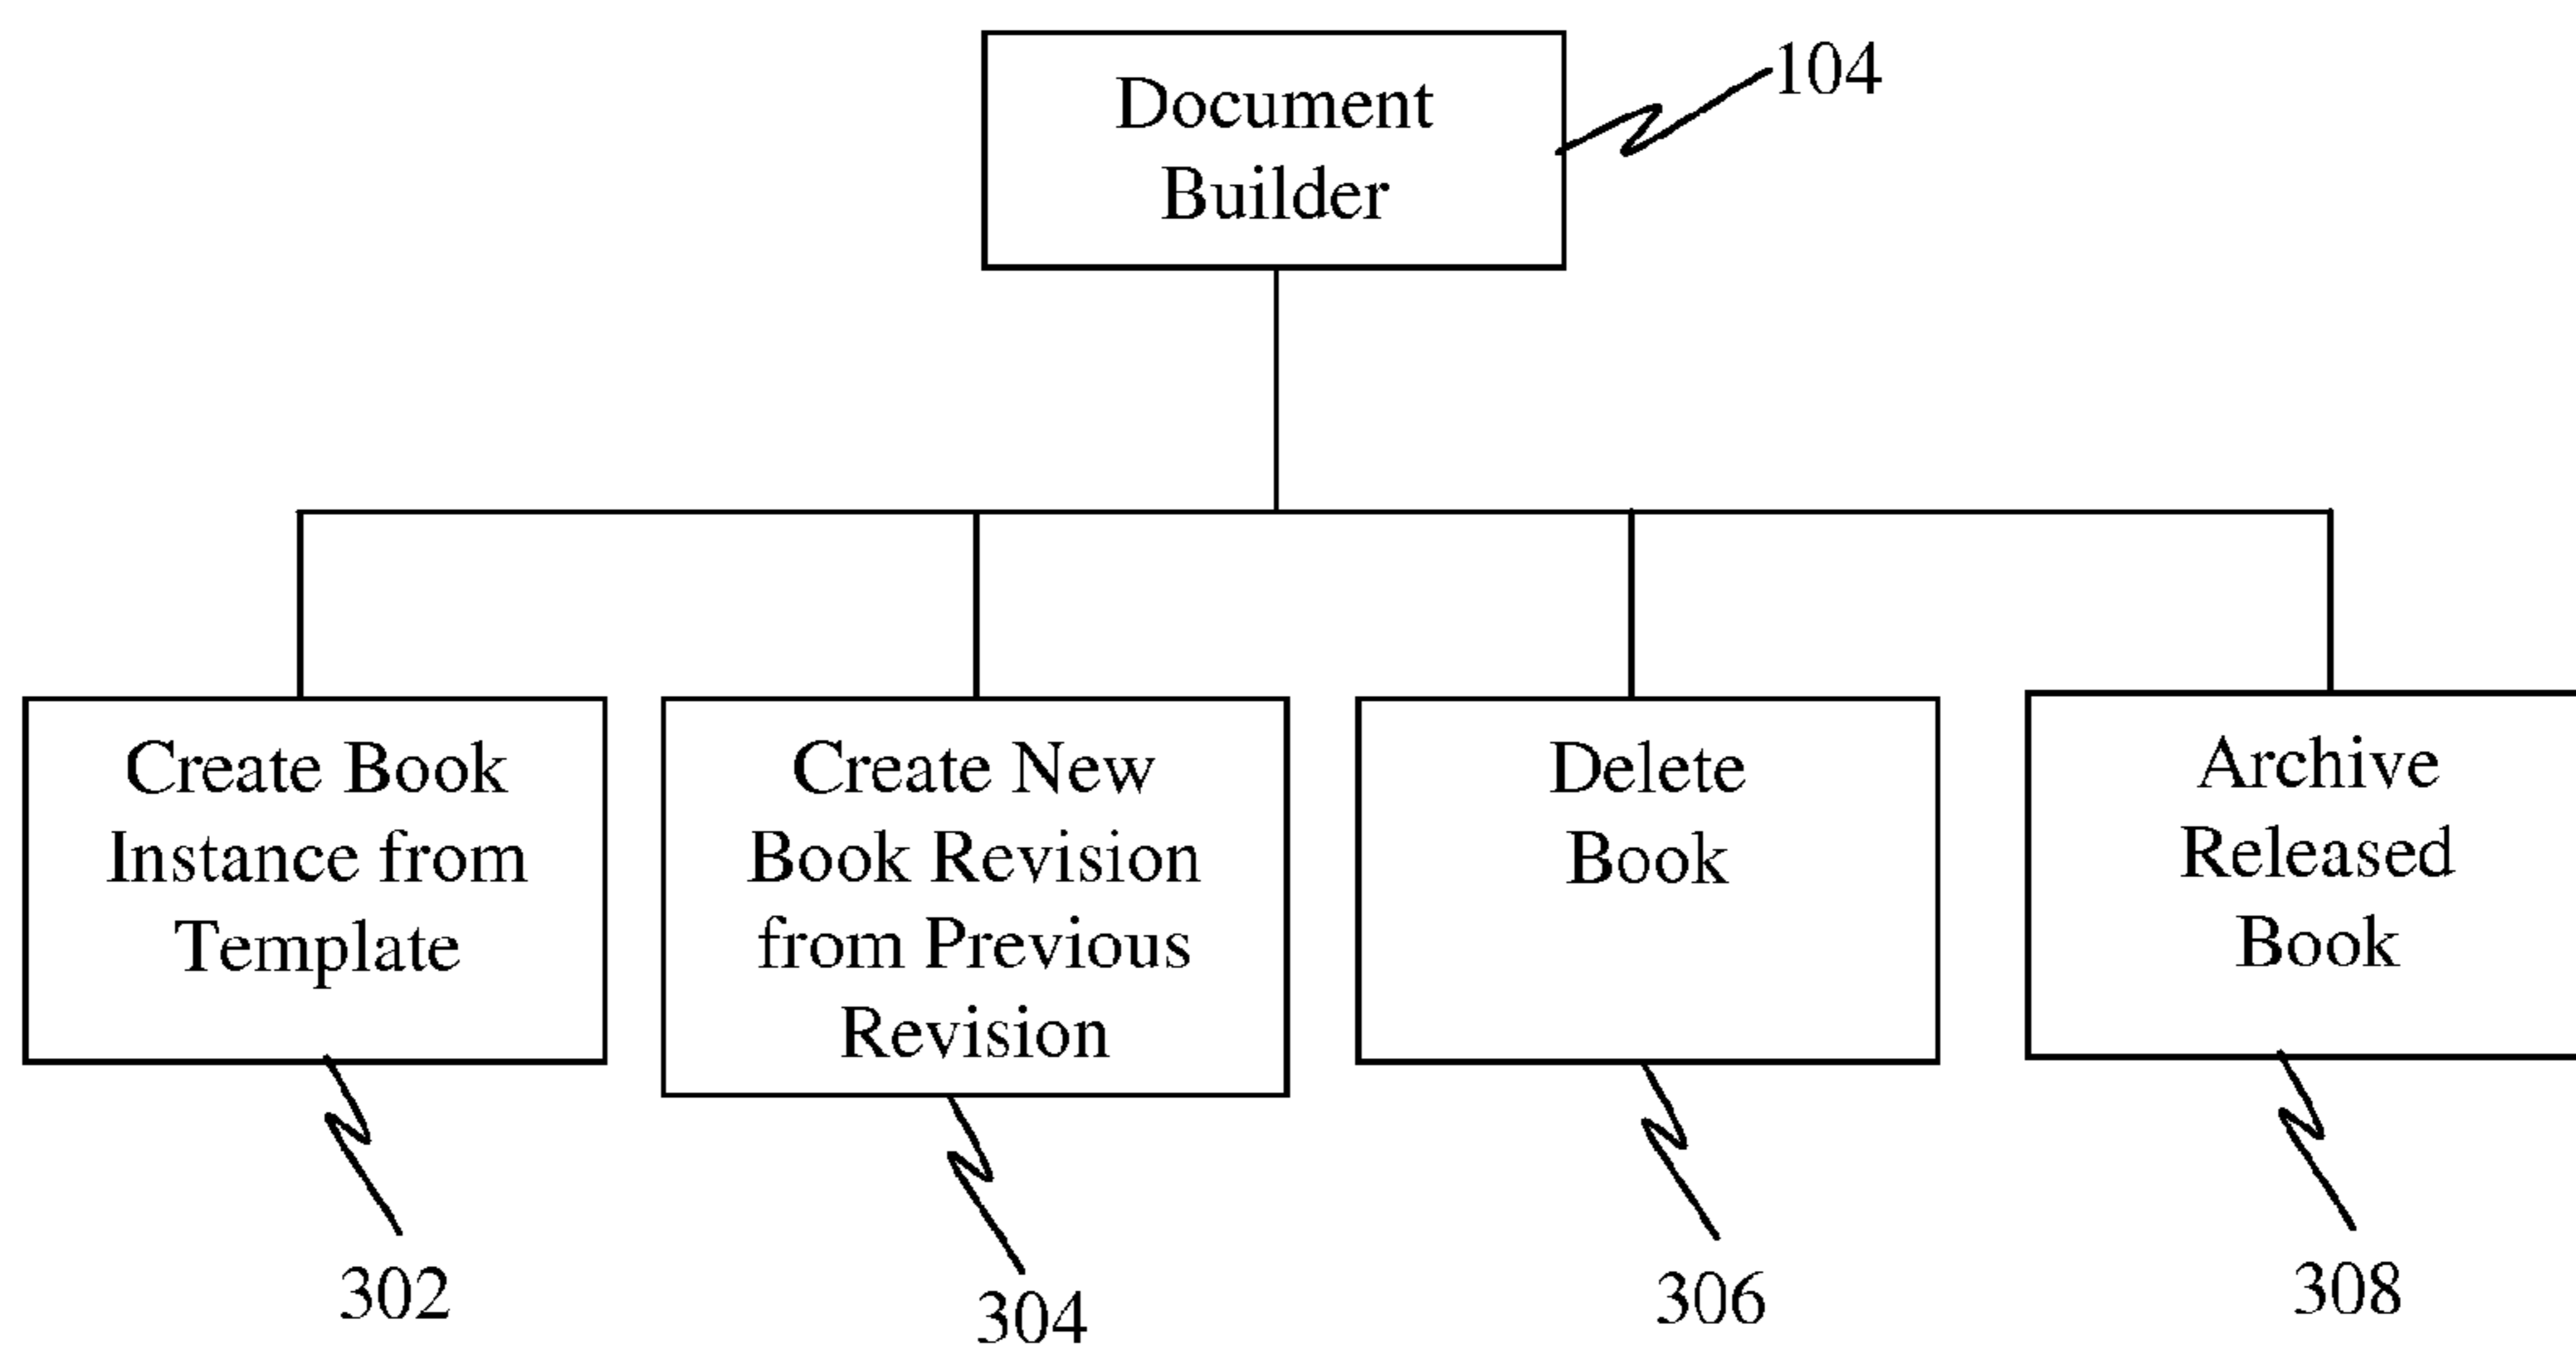 Document
Builder
104
Create Book
Instance from
Template
Create New
Book Revision
from Previous
Revision
Delete
Book
Archive
Released
Book
302
304
306
308